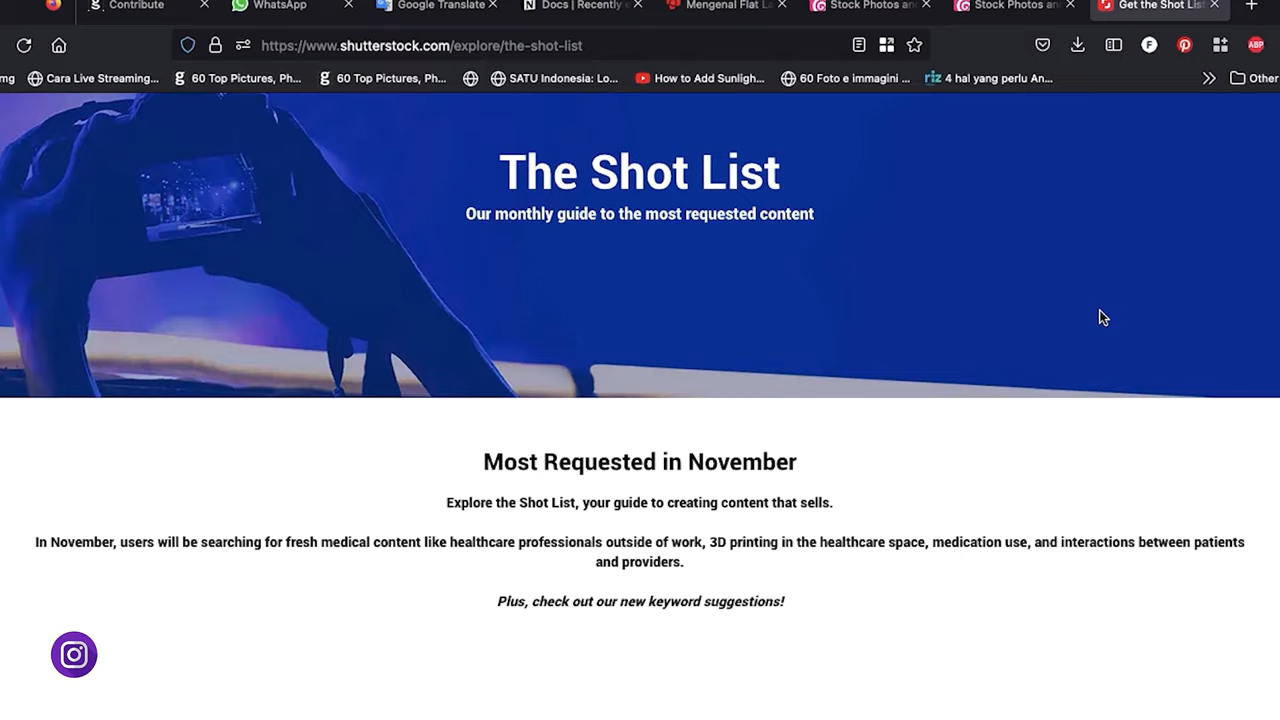 Contribute
WhatsApp
Google Translate
Docs | Recently
Mengenal Flat La
Stock Photos an
Stock Photos an
Get the Shot List
https://www.shutterstock.com/explore/the-shot-list
F
ABP
mg
Cara Live Streaming...
60 Top Pictures, Ph...
60 Top Pictures, Ph...
SATU Indonesia: Lo...
How to Add Sunligh...
60 Foto e immagini ...
riz 4 hal yang perlu An...
Other
The Shot List
Our monthly guide to the most requested content
Most Requested in November
Explore the Shot List, your guide to creating content that sells.
In November, users will be searching for fresh medical content like healthcare professionals outside of work, 3D printing in the healthcare space, medication use, and interactions between patients
and providers.
Plus, check out our new keyword suggestions!